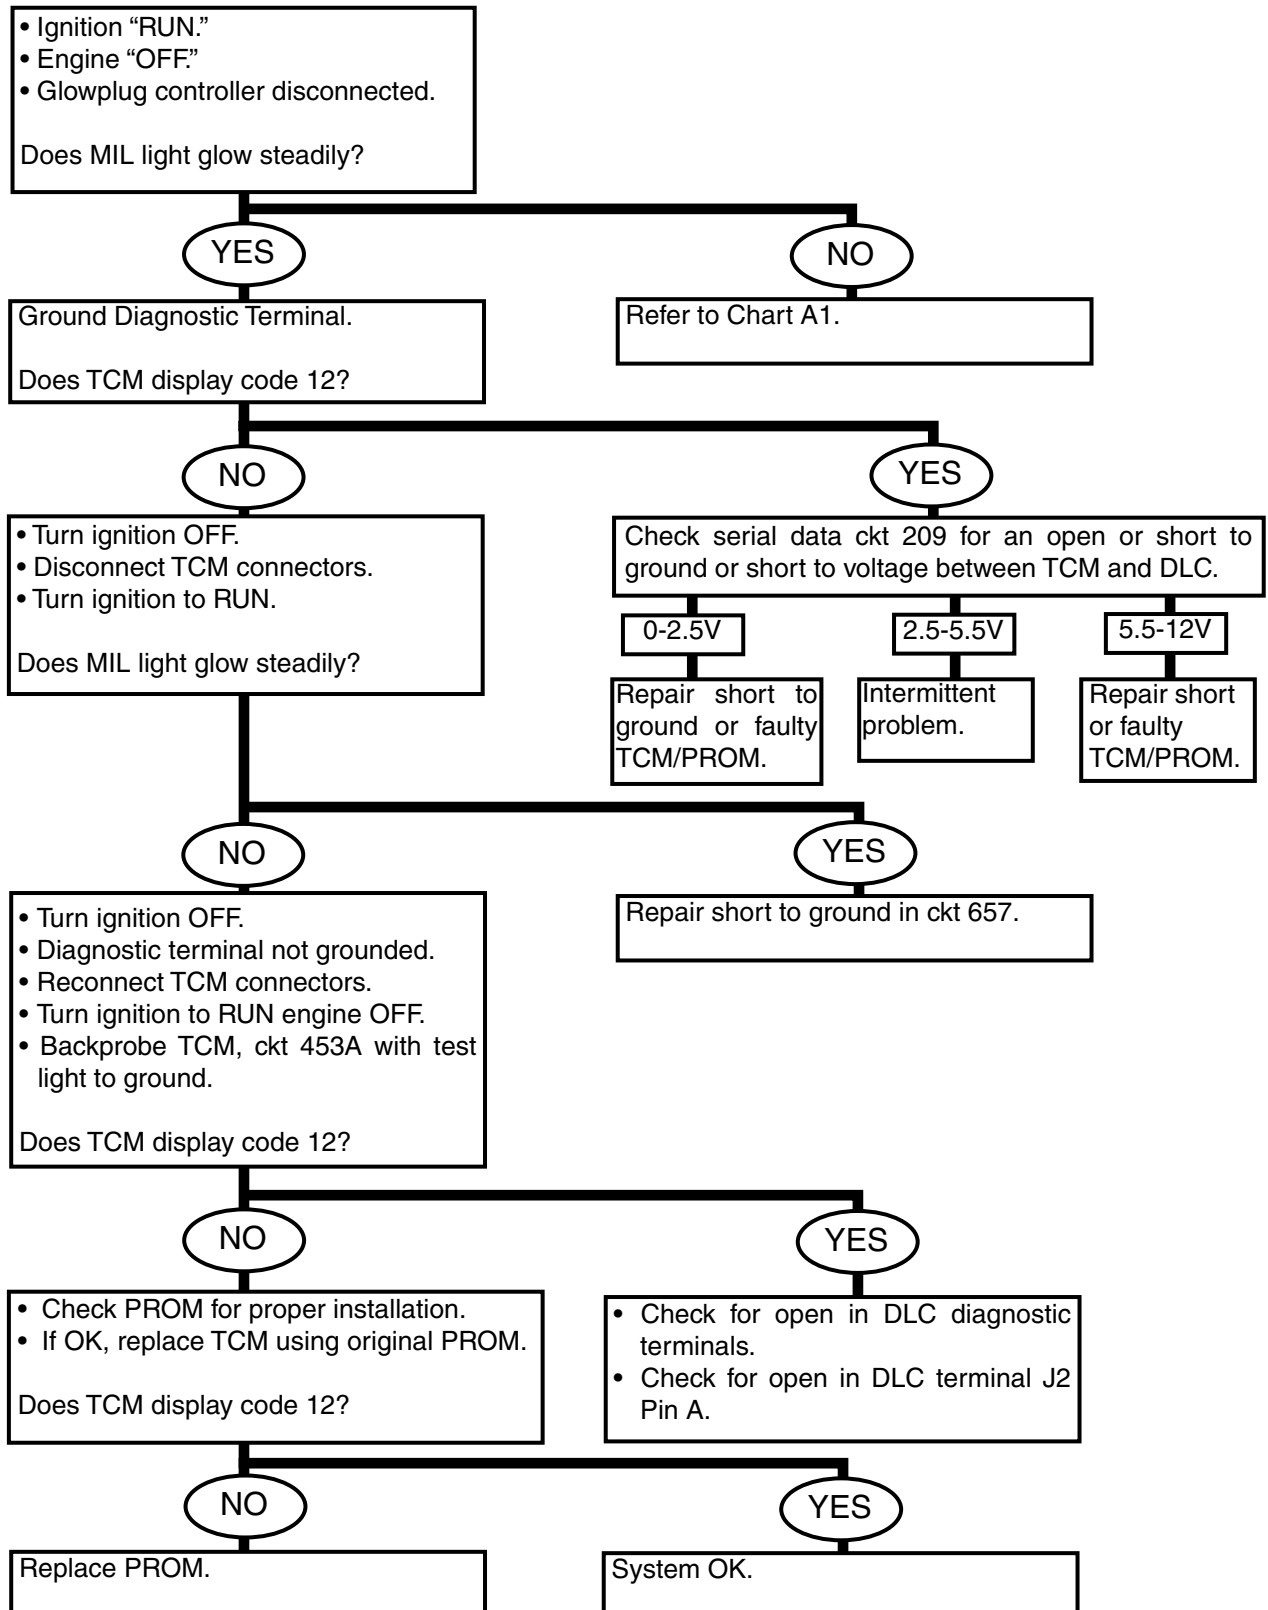 • Ignition “RUN.”
• Engine “OFF.”
• Glowplug controller disconnected.
Does MIL light glow steadily?
YES
NO
Ground Diagnostic Terminal.
Does TCM display code 12?
Refer to Chart A1.
NO
YES
• Turn ignition OFF.
• Disconnect TCM connectors.
• Turn ignition to RUN.
Does MIL light glow steadily?
Check serial data ckt 209 for an open or short to
ground or short to voltage between TCM and DLC.
0-2.5V
2.5-5.5V
5.5-12V
Repair short to
ground or faulty
TCM/PROM.
Intermittent
problem.
Repair short
or faulty
TCM/PROM.
NO
YES
• Turn ignition OFF.
• Diagnostic terminal not grounded.
• Reconnect TCM connectors.
• Turn ignition to RUN engine OFF.
• Backprobe TCM, ckt 453A with test
light to ground.
Does TCM display code 12?
Repair short to ground in ckt 657.
NO
YES
• Check PROM for proper installation.
• If OK, replace TCM using original PROM.
Does TCM display code 12?
• Check for open in DLC diagnostic
terminals.
• Check for open in DLC terminal J2
Pin A.
NO
YES
Replace PROM.
System OK.